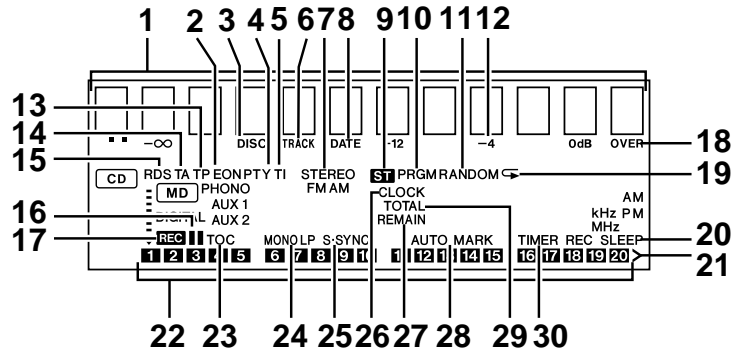 1 2 3 4 5 6 7 8 9 10 11 12
13
14
−∞ DISC TRACK DATE -12 −4 0dB OVER 18
15 RDS TA TP EON PTY TI STEREO ST PRGM RANDOM 19
CD MD PHONO FM AM CLOCK AM
AUX 1 TOTAL kHz PM
16 DIGITAL AUX 2 REMAIN MHz
17 REC TOC MONO LP S·SYNC AUTO MARK TIMER REC SLEEP 20
1 2 3 4 5 6 7 8 9 10 11 12 13 14 15 16 17 18 19 20 21
22 23 24 25 26 27 28 29 30